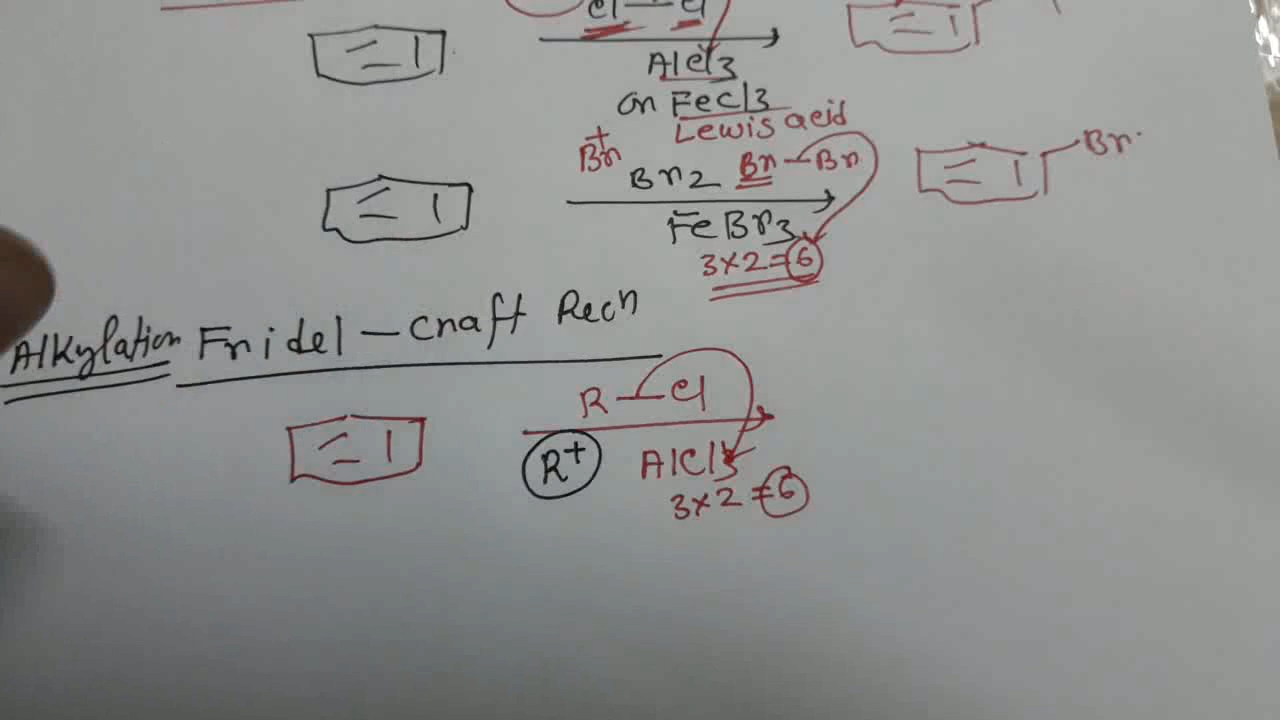 Cl—Cl
AlCl3
or FeCl3
Lewis acid
Br+
Br2 Br—Br
Br
FeBr3
3×2=6
Alkylation Fridel—Craft Recn
R—Cl
R+ AlCl3
3×2=6